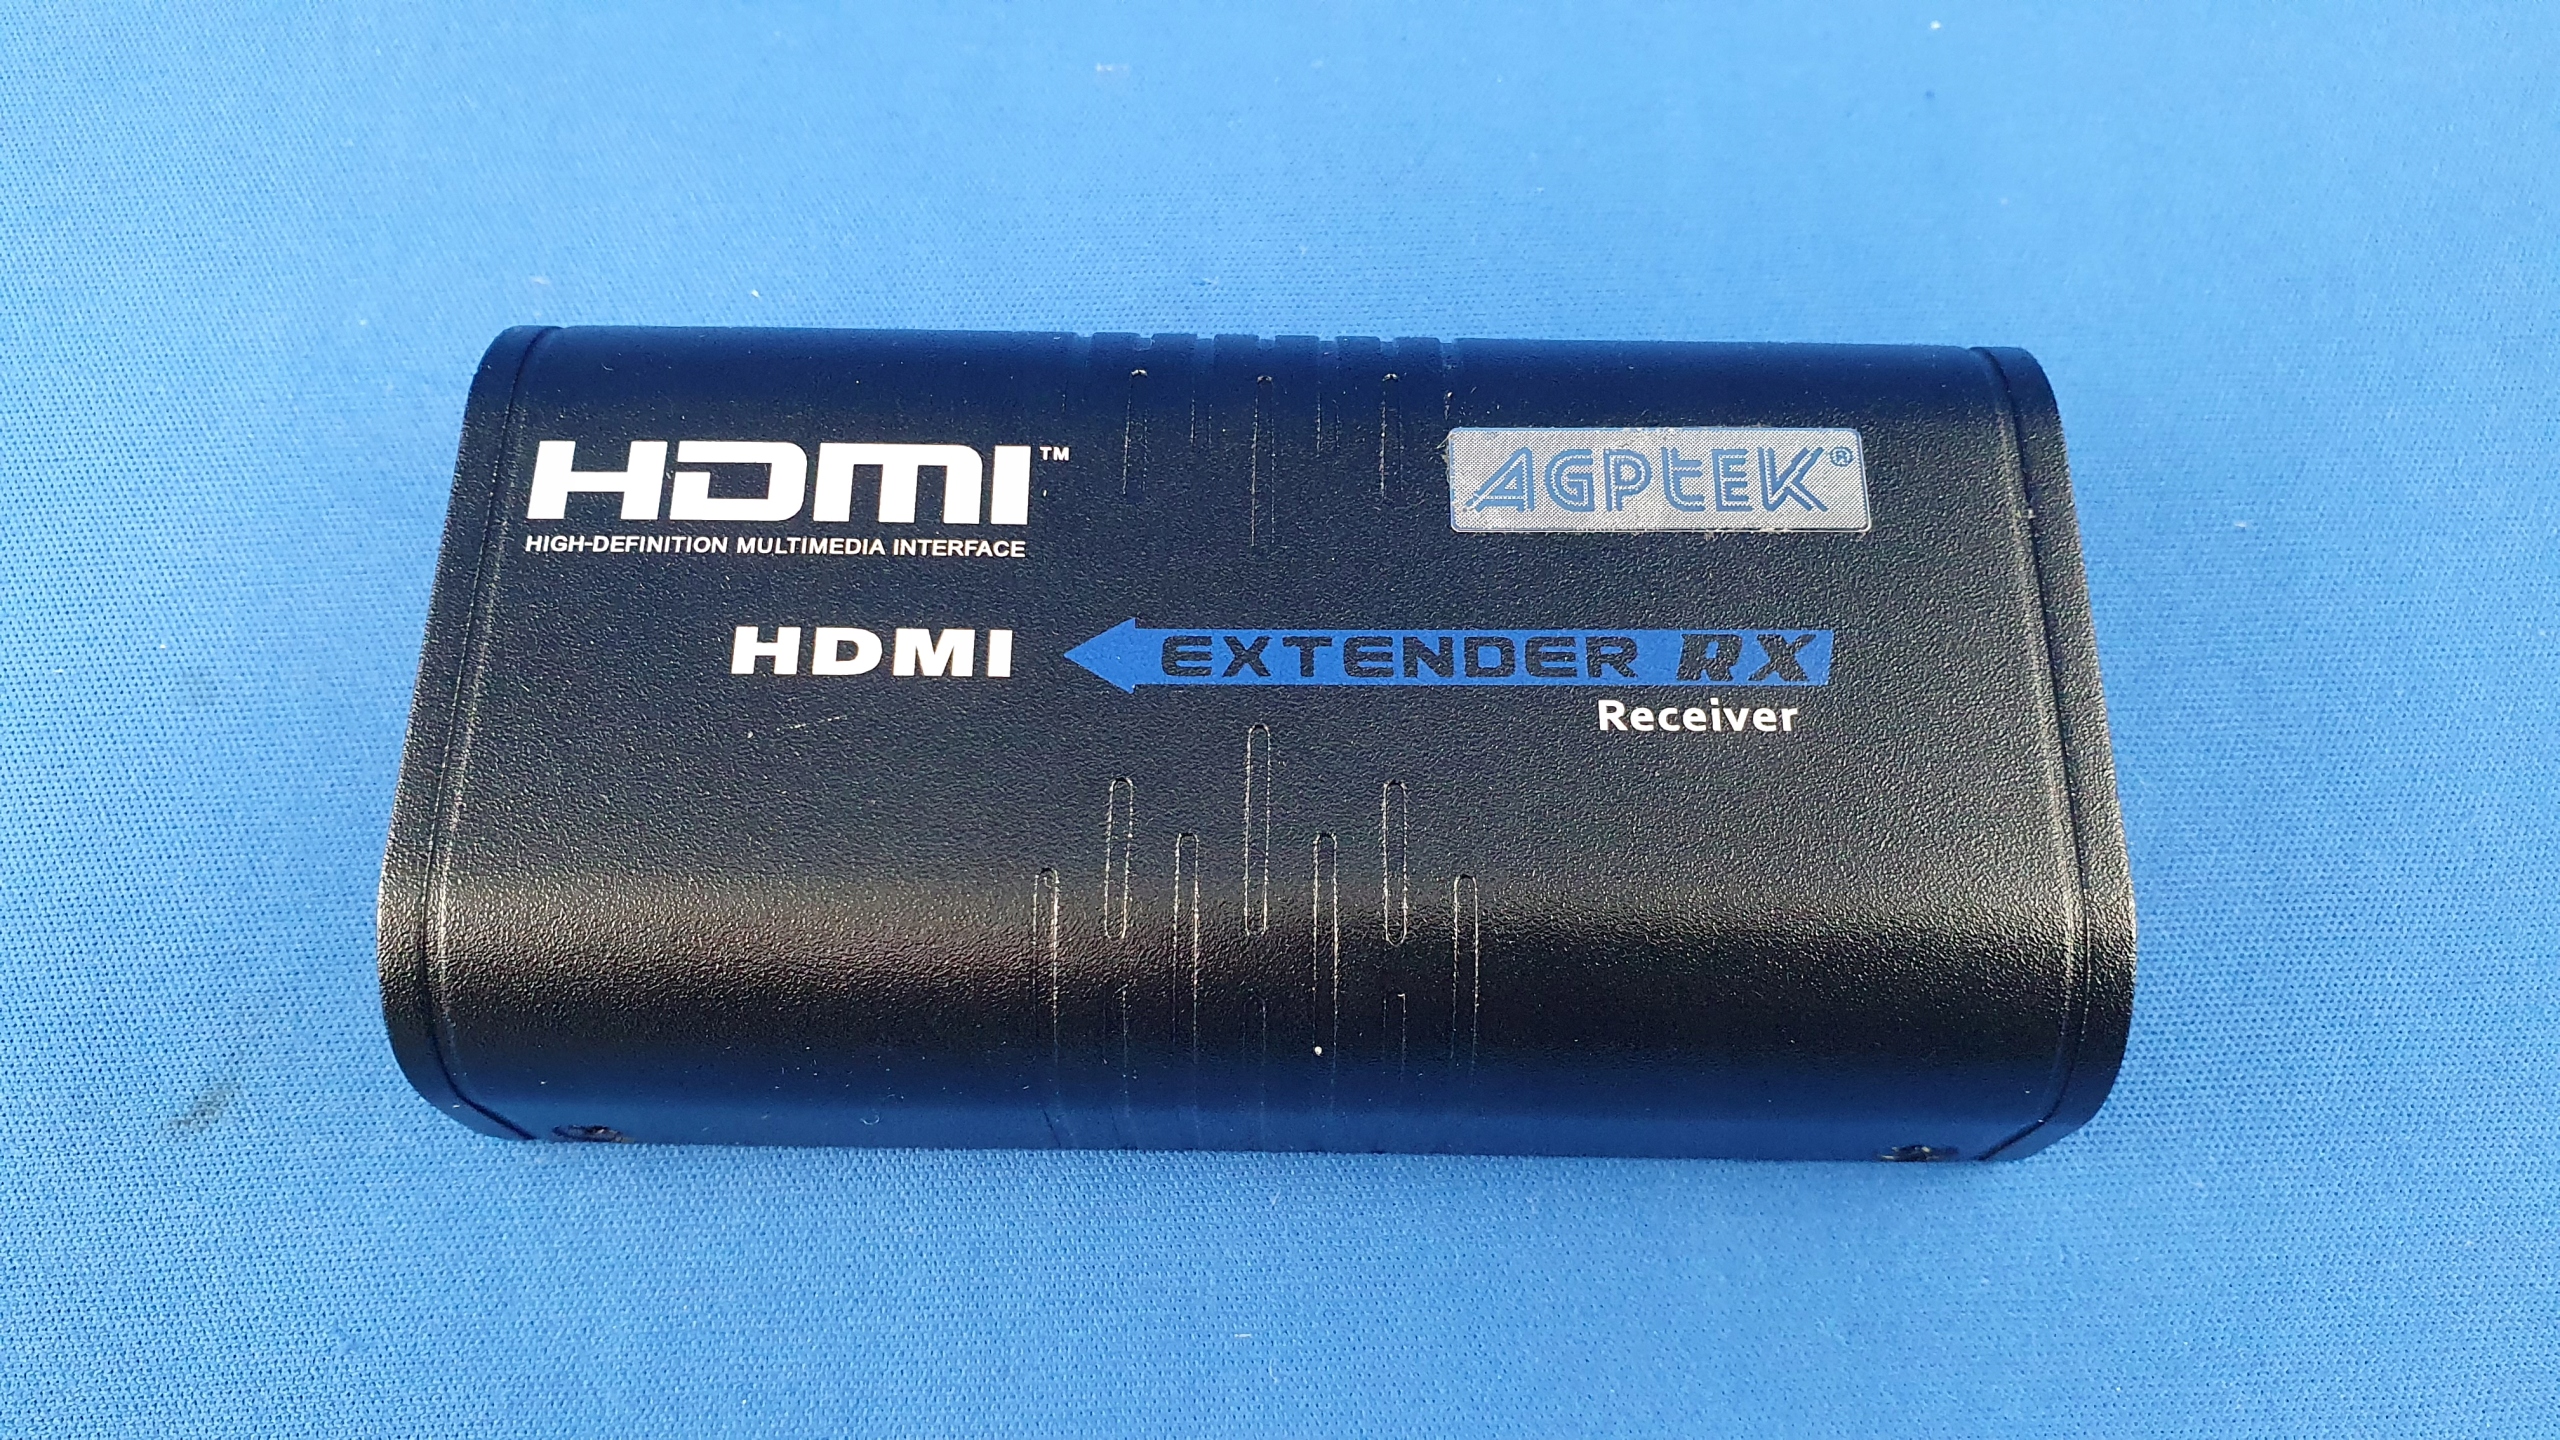 HDMI™
HIGH-DEFINITION MULTIMEDIA INTERFACE
AGPtEK®
HDMI EXTENDER RX
Receiver